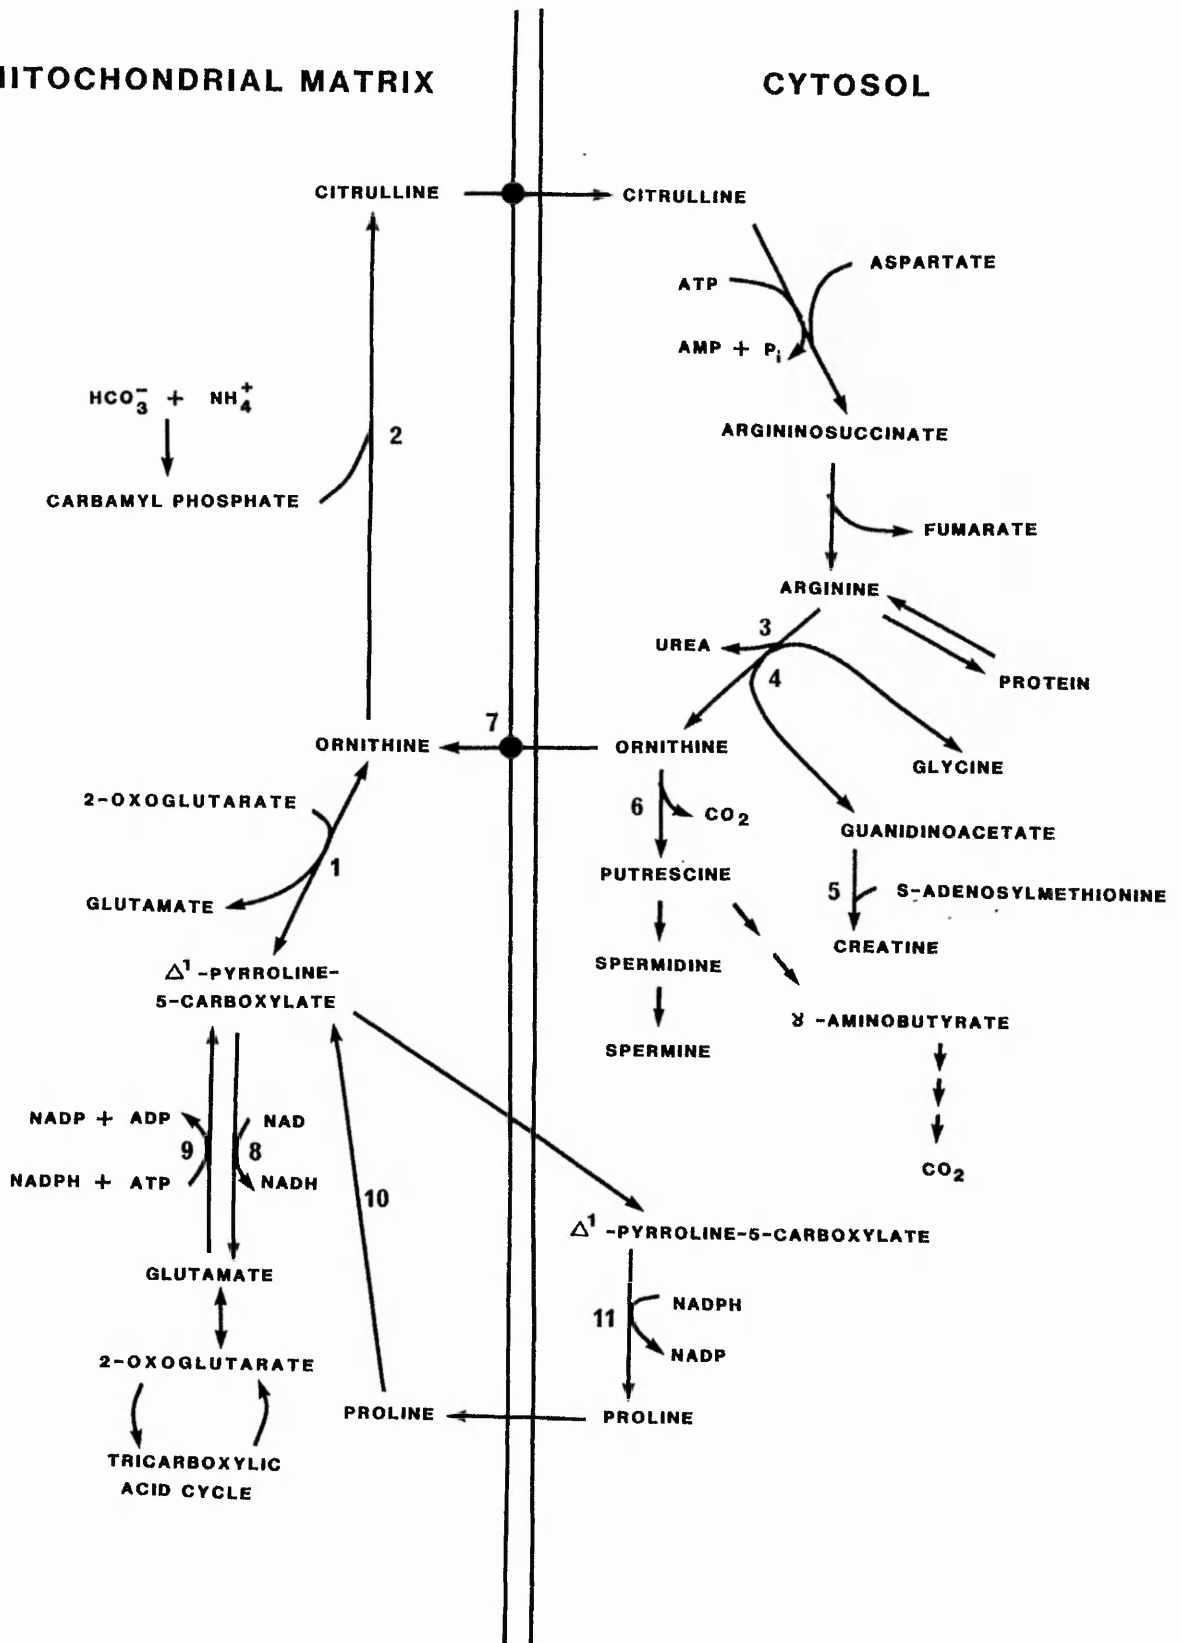 IITOCHONDRIAL MATRIX
CYTOSOL
CITRULLINE
CITRULLINE
ATP
ASPARTATE
AMP + Pi
HCO3- + NH4+
2
ARGININOSUCCINATE
CARBAMYL PHOSPHATE
FUMARATE
ARGININE
3
UREA
4
PROTEIN
7
ORNITHINE
ORNITHINE
GLYCINE
2-OXOGLUTARATE
6
CO2
GUANIDINOACETATE
1
PUTRESCINE
5
S-ADENOSYLMETHIONINE
GLUTAMATE
CREATINE
Δ1-PYRROLINE-
5-CARBOXYLATE
SPERMIDINE
γ-AMINOBUTYRATE
SPERMINE
NADP + ADP
NAD
9
8
NADPH + ATP
NADH
CO2
10
Δ1-PYRROLINE-5-CARBOXYLATE
GLUTAMATE
NADPH
11
NADP
2-OXOGLUTARATE
PROLINE
PROLINE
TRICARBOXYLIC
ACID CYCLE